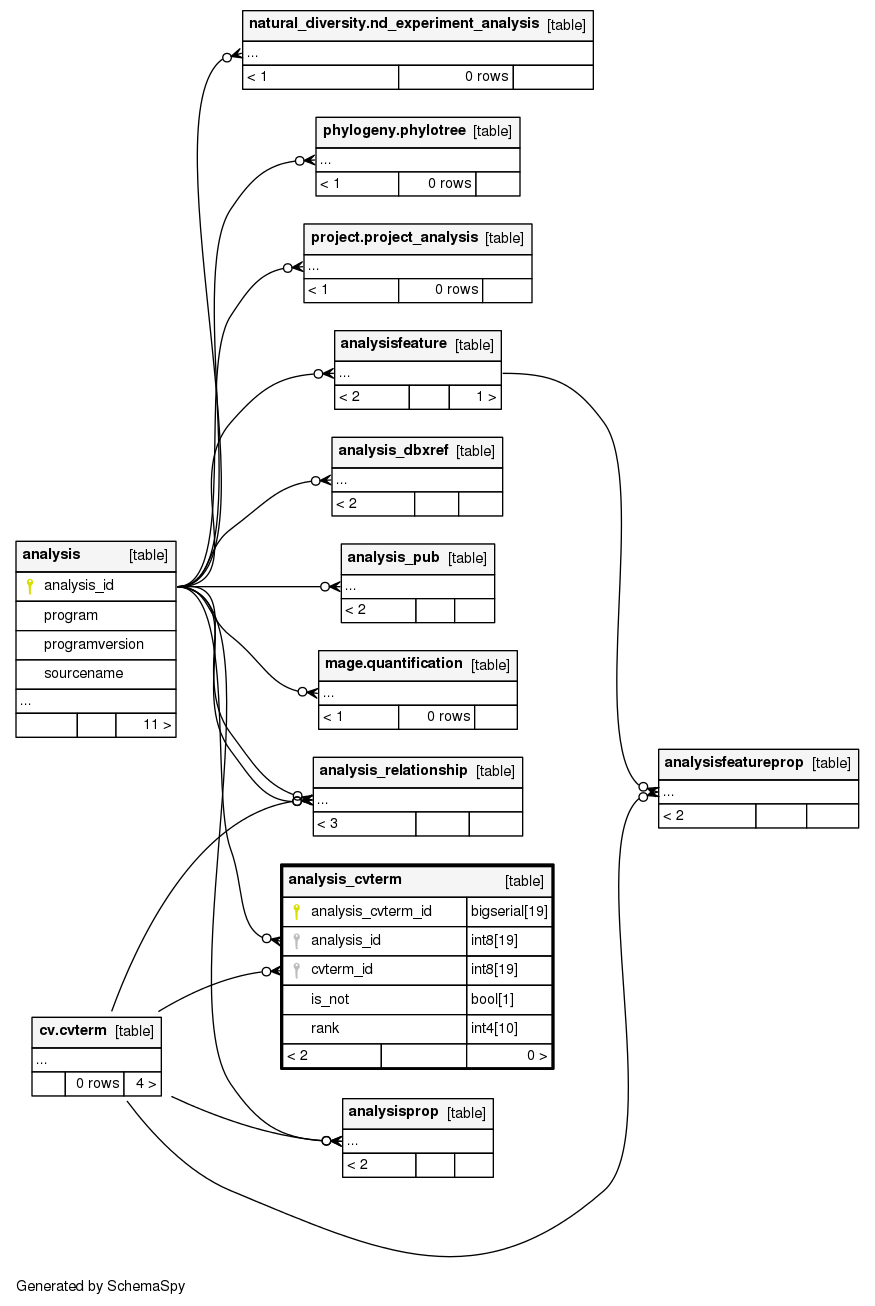 natural_diversity.nd_experiment_analysis [table]
...
< 1 0 rows
phylogeny.phylotree [table]
...
< 1 0 rows
project.project_analysis [table]
...
< 1 0 rows
analysisfeature [table]
...
< 2 1 >
analysis_dbxref [table]
...
< 2
analysis [table]
analysis_id
program
programversion
sourcename
...
11 >
analysis_pub [table]
...
< 2
mage.quantification [table]
...
< 1 0 rows
analysis_relationship [table]
...
< 3
analysisfeatureprop [table]
...
< 2
analysis_cvterm [table]
analysis_cvterm_id bigserial[19]
analysis_id int8[19]
cvterm_id int8[19]
is_not bool[1]
rank int4[10]
< 2 0 >
cv.cvterm [table]
...
0 rows 4 >
analysisprop [table]
...
< 2
Generated by SchemaSpy